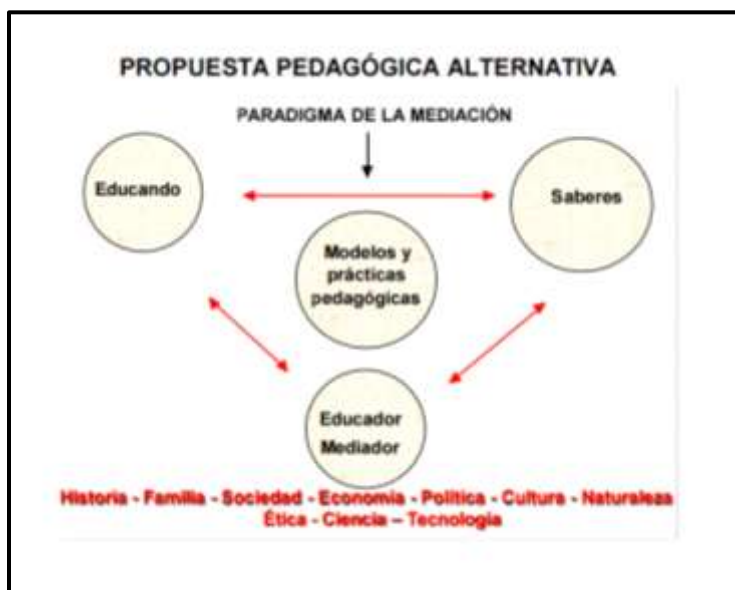 PROPUESTA PEDAGÓGICA ALTERNATIVA
PARADIGMA DE LA MEDIACIÓN
Educando
Saberes
Modelos y
prácticas
pedagógicas
Educador
Mediador
Historia - Familia - Sociedad - Economía - Política - Cultura - Naturaleza
Ética - Ciencia – Tecnología